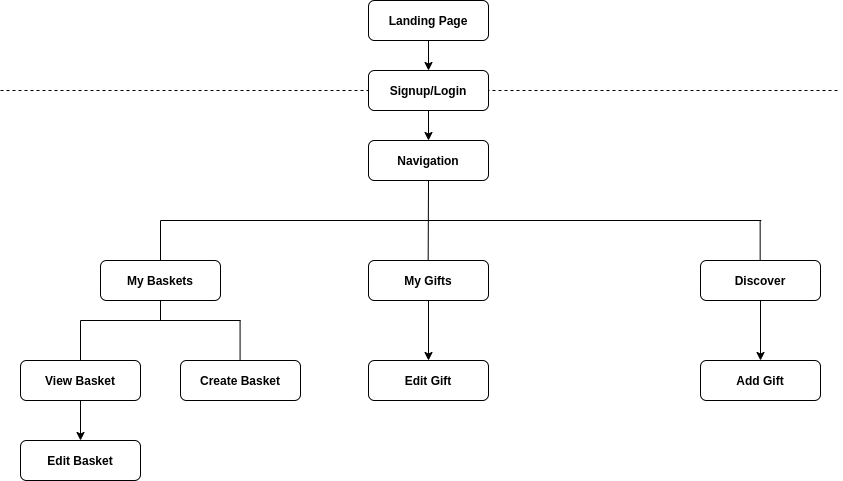 Landing Page
Signup/Login
Navigation
My Baskets
My Gifts
Discover
View Basket
Create Basket
Edit Gift
Add Gift
Edit Basket